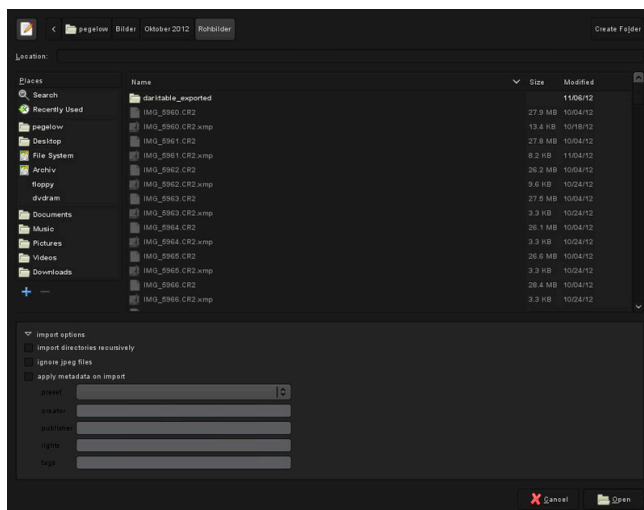 pegelow Bilder Oktober 2012 Rohbilder Create Folder
Location:
Places
Search
Recently Used
pegelow
Desktop
File System
Archiv
floppy
dvdram
Documents
Music
Pictures
Videos
Downloads
Name Size Modified
darktable_exported 11/06/12
IMG_5960.CR2 27.9 MB 10/04/12
IMG_5960.CR2.xmp 13.4 KB 10/18/12
IMG_5961.CR2 27.8 MB 10/04/12
IMG_5961.CR2.xmp 8.2 KB 11/04/12
IMG_5962.CR2 26.2 MB 10/04/12
IMG_5962.CR2.xmp 9.6 KB 10/24/12
IMG_5963.CR2 27.5 MB 10/04/12
IMG_5963.CR2.xmp 3.3 KB 10/24/12
IMG_5964.CR2 26.1 MB 10/04/12
IMG_5964.CR2.xmp 3.3 KB 10/24/12
IMG_5965.CR2 26.6 MB 10/04/12
IMG_5965.CR2.xmp 3.3 KB 10/24/12
IMG_5966.CR2 28.4 MB 10/04/12
IMG_5966.CR2.xmp 3.3 KB 10/24/12
import options
import directories recursively
ignore jpeg files
apply metadata on import
preset
creator
publisher
rights
tags
Cancel Open